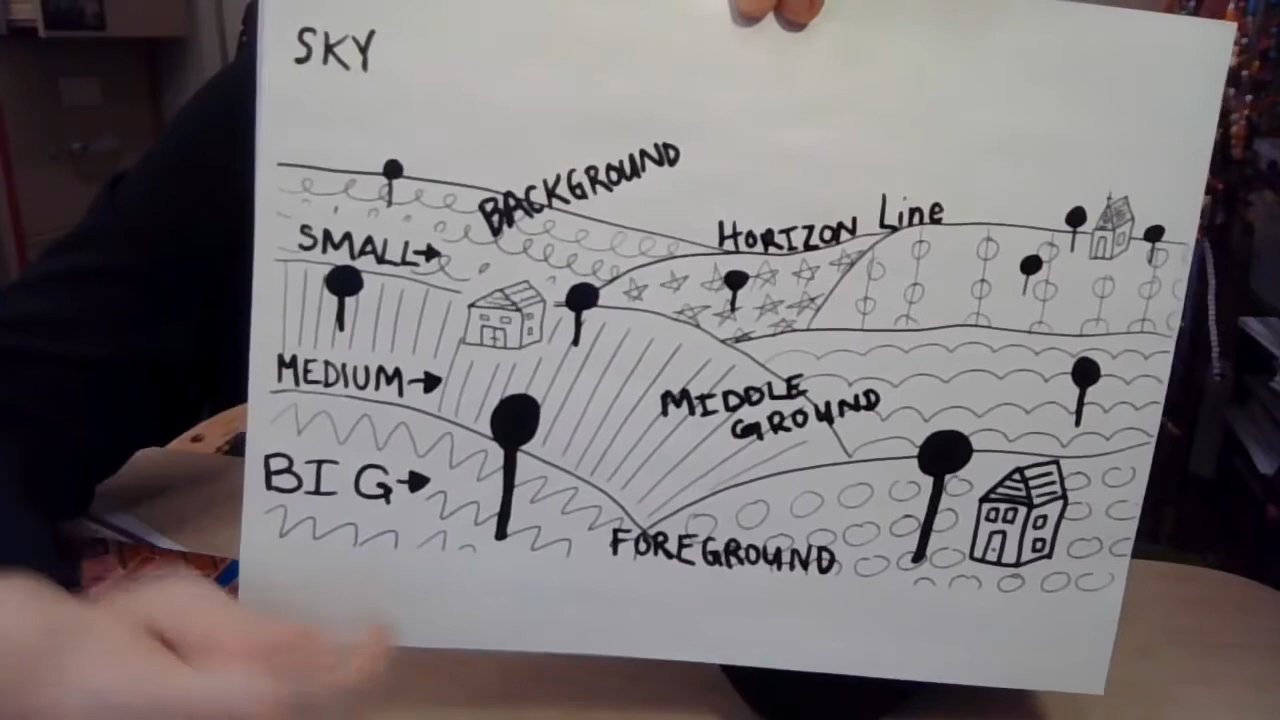 SKY
BACKGROUND
HORIZON Line
SMALL
MEDIUM
MIDDLE
GROUND
BIG
FOREGROUND